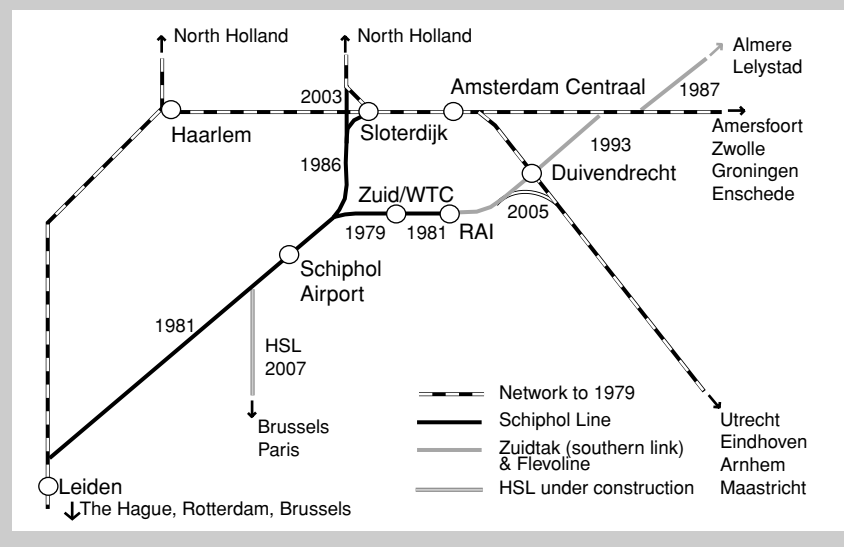 North Holland
North Holland
Almere
Lelystad
Amsterdam Centraal
1987
2003
Haarlem
Sloterdijk
Amersfoort
Zwolle
Groningen
Enschede
1993
1986
Duivendrecht
Zuid/WTC
2005
1979
1981
RAI
Schiphol
Airport
1981
HSL
2007
Brussels
Paris
Network to 1979
Schiphol Line
Zuidtak (southern link)
& Flevoline
HSL under construction
Utrecht
Eindhoven
Arnhem
Maastricht
Leiden
The Hague, Rotterdam, Brussels